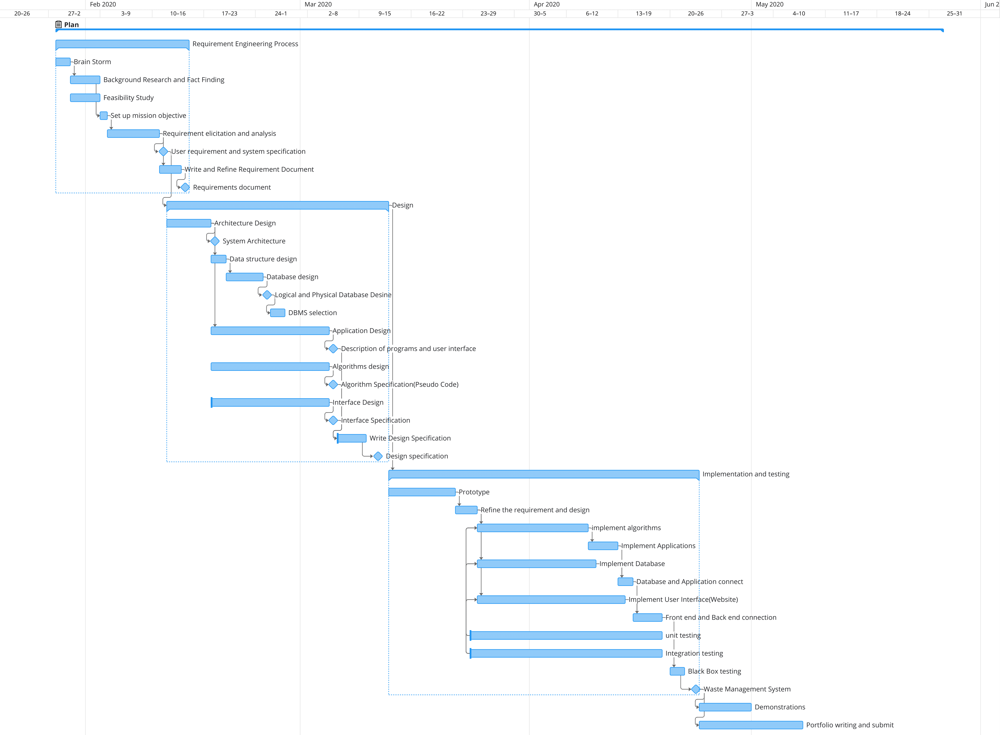 Feb 2020 Mar 2020 Apr 2020 May 2020 Jun 2
20–26 27–2 3–9 10–16 17–23 24–1 2–8 9–15 16–22 23–29 30–5 6–12 13–19 20–26 27–3 4–10 11–17 18–24 25–31
Plan
Requirement Engineering Process
Brain Storm
Background Research and Fact Finding
Feasibility Study
Set up mission objective
Requirement elicitation and analysis
User requirement and system specification
Write and Refine Requirement Document
Requirements document
Design
Architecture Design
System Architecture
Data structure design
Database design
Logical and Physical Database Desine
DBMS selection
Application Design
Description of programs and user interface
Algorithms design
Algorithm Specification(Pseudo Code)
Interface Design
Interface Specification
Write Design Specification
Design specification
Implementation and testing
Prototype
Refine the requirement and design
implement algorithms
Implement Applications
Implement Database
Database and Application connect
Implement User Interface(Website)
Front end and Back end connection
unit testing
Integration testing
Black Box testing
Waste Management System
Demonstrations
Portfolio writing and submit